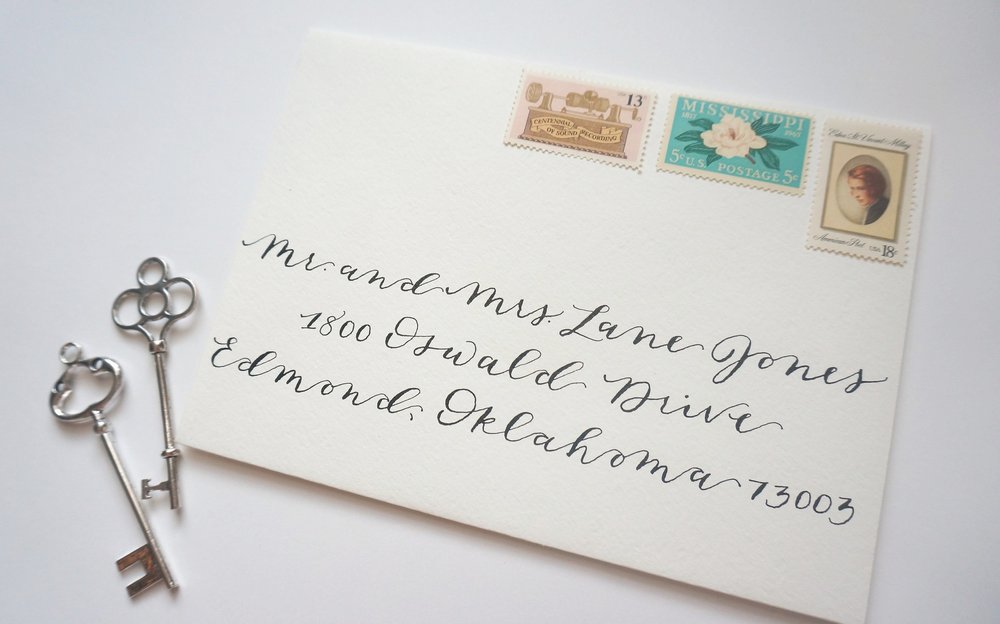 USA 13
CENTENNIAL OF SOUND RECORDING
MISSISSIPPI
1817 1967
5c U.S. POSTAGE 5c
Edna St. Vincent Millay
American Poet USA 18c
Mr. and Mrs. Lane Jones
1800 Oswald Drive
Edmond, Oklahoma 73003